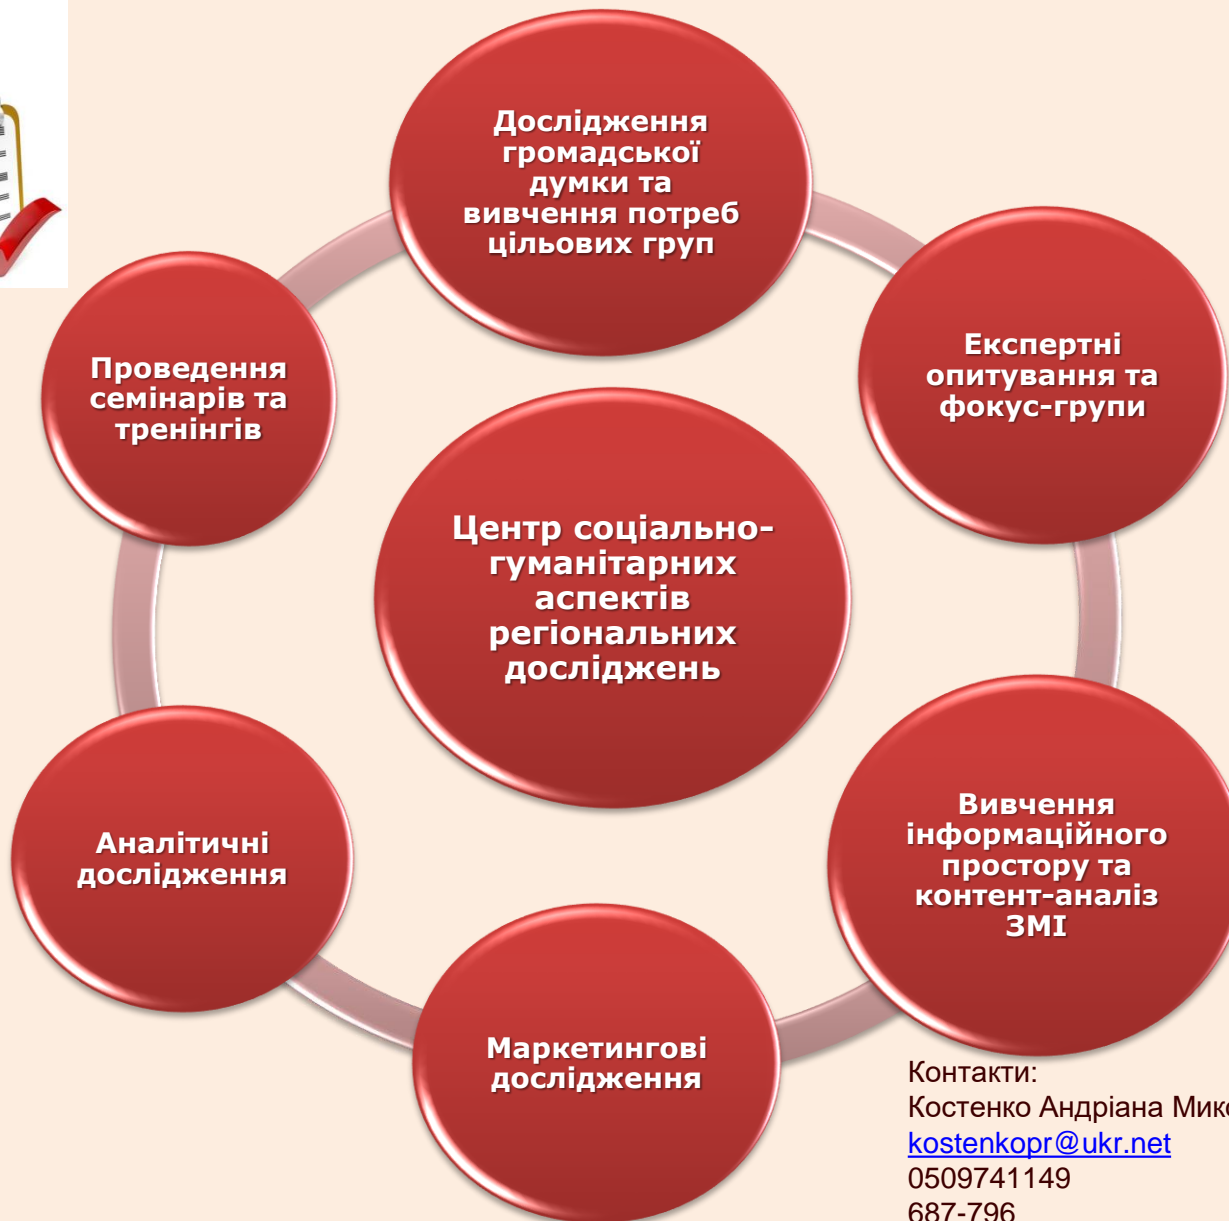 Дослідження
громадської
думки та
вивчення потреб
цільових груп
Експертні
опитування та
фокус-групи
Проведення
семінарів та
тренінгів
Центр соціально-
гуманітарних
аспектів
регіональних
досліджень
Вивчення
інформаційного
простору та
контент-аналіз
ЗМІ
Аналітичні
дослідження
Маркетингові
дослідження
Контакти:
Костенко Андріана
kostenkopr@ukr.net
0509741149
687-796